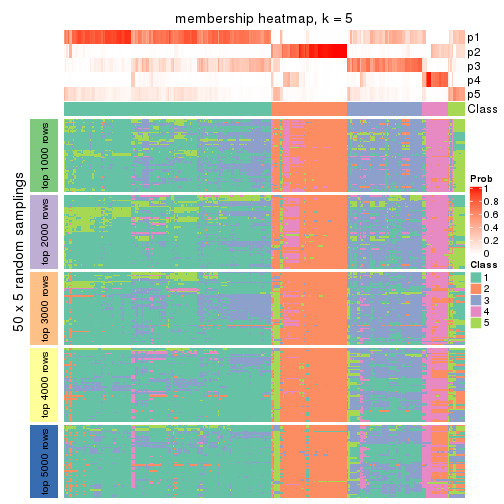 membership heatmap, k = 5
p1
p2
p3
p4
p5
Class
50 x 5 random samplings
top 1000 rows
top 2000 rows
top 3000 rows
top 4000 rows
top 5000 rows
Prob
1
0.8
0.6
0.4
0.2
0
Class
1
2
3
4
5